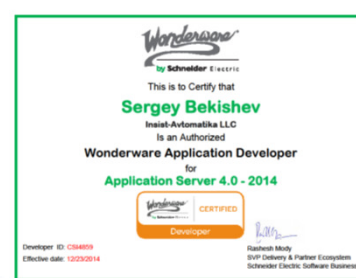 Wonderware
by Schneider Electric
This is to Certify that
Sergey Bekishev
Insist-Avtomatika LLC
Is an Authorized
Wonderware Application Developer
for
Application Server 4.0 - 2014
Wonderware
CERTIFIED
Developer
Developer ID: CSI4859
Effective date: 12/23/2014
Rashesh Mody
SVP Delivery & Partner Ecosystem
Schneider Electric Software Business